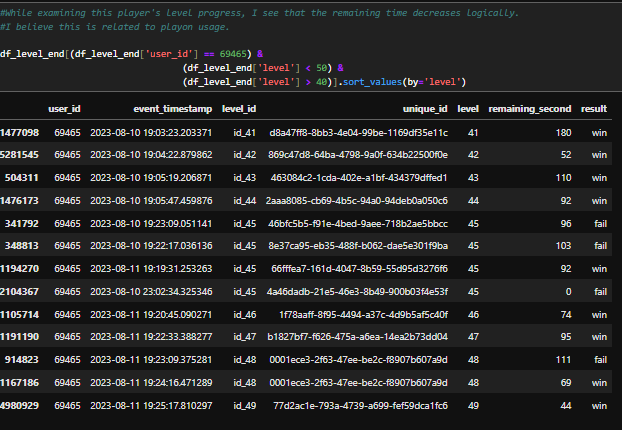 #While examining this player's level progress, I see that the remaining time decreases logically.
#I believe this is related to playon usage.
df_level_end[(df_level_end['user_id'] == 69465) &
(df_level_end['level'] < 50) &
(df_level_end['level'] > 40)].sort_values(by='level')
user_id event_timestamp level_id unique_id level remaining_second result
1477098 69465 2023-08-10 19:03:23.203371 id_41 d8a47ff8-8bb3-4e04-99be-1169df35e11c 41 180 win
5281545 69465 2023-08-10 19:04:22.879862 id_42 869c47d8-64ba-4798-9a0f-634b22500f0e 42 52 win
504311 69465 2023-08-10 19:05:19.206871 id_43 463084c2-1cda-402e-a1bf-434379dffed1 43 110 win
1476173 69465 2023-08-10 19:05:47.459876 id_44 2aaa8085-cb69-4b5c-94a0-94deb0a050c6 44 92 win
341792 69465 2023-08-10 19:23:09.051141 id_45 46bfc5b5-f91e-4bed-9aee-718b2ae5bbcc 45 96 fail
348813 69465 2023-08-10 19:22:17.036136 id_45 8e37ca95-eb35-488f-b062-dae5e301f9ba 45 103 fail
1194270 69465 2023-08-11 19:19:31.253263 id_45 66fffea7-161d-4047-8b59-55d95d3276f6 45 92 win
2104367 69465 2023-08-10 23:02:34.325346 id_45 4a46dadb-21e5-46e3-8b49-900b03f4e53f 45 0 fail
1105714 69465 2023-08-11 19:20:45.090271 id_46 1f78aaff-8f95-4494-a37c-4d9b5af5c40f 46 74 win
1191190 69465 2023-08-11 19:22:33.388277 id_47 b1827bf7-f626-475a-a6ea-14ea2b73dd04 47 95 win
914823 69465 2023-08-11 19:23:09.375281 id_48 0001ece3-2f63-47ee-be2c-f8907b607a9d 48 111 fail
1167186 69465 2023-08-11 19:24:16.471289 id_48 0001ece3-2f63-47ee-be2c-f8907b607a9d 48 69 win
4980929 69465 2023-08-11 19:25:17.810297 id_49 77d2ac1e-793a-4739-a699-fef59dca1fc6 49 44 win